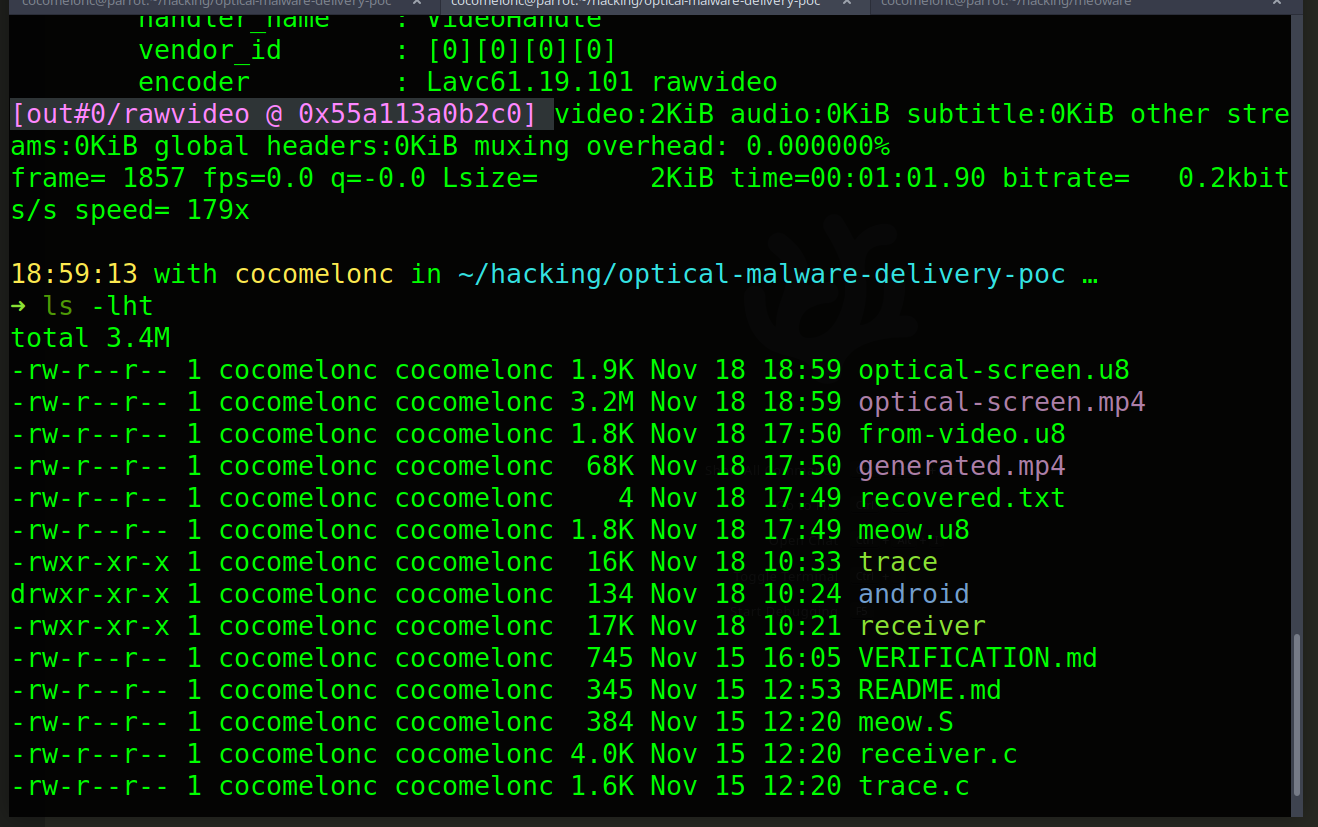 cocomelonc@parrot:~/hacking/optical-malware-delivery-poc × cocomelonc@parrot:~/hacking/optical-malware-delivery-poc × cocomelonc@parrot:~/hacking/meoware ×
handler_name : VideoHandle
vendor_id : [0][0][0][0]
encoder : Lavc61.19.101 rawvideo
[out#0/rawvideo @ 0x55a113a0b2c0] video:2KiB audio:0KiB subtitle:0KiB other stre
ams:0KiB global headers:0KiB muxing overhead: 0.000000%
frame= 1857 fps=0.0 q=-0.0 Lsize=       2KiB time=00:01:01.90 bitrate=   0.2kbit
s/s speed= 179x
18:59:13 with cocomelonc in ~/hacking/optical-malware-delivery-poc …
➜ ls -lht
total 3.4M
-rw-r--r-- 1 cocomelonc cocomelonc 1.9K Nov 18 18:59 optical-screen.u8
-rw-r--r-- 1 cocomelonc cocomelonc 3.2M Nov 18 18:59 optical-screen.mp4
-rw-r--r-- 1 cocomelonc cocomelonc 1.8K Nov 18 17:50 from-video.u8
-rw-r--r-- 1 cocomelonc cocomelonc  68K Nov 18 17:50 generated.mp4
-rw-r--r-- 1 cocomelonc cocomelonc    4 Nov 18 17:49 recovered.txt
-rw-r--r-- 1 cocomelonc cocomelonc 1.8K Nov 18 17:49 meow.u8
-rwxr-xr-x 1 cocomelonc cocomelonc  16K Nov 18 10:33 trace
drwxr-xr-x 1 cocomelonc cocomelonc  134 Nov 18 10:24 android
-rwxr-xr-x 1 cocomelonc cocomelonc  17K Nov 18 10:21 receiver
-rw-r--r-- 1 cocomelonc cocomelonc  745 Nov 15 16:05 VERIFICATION.md
-rw-r--r-- 1 cocomelonc cocomelonc  345 Nov 15 12:53 README.md
-rw-r--r-- 1 cocomelonc cocomelonc  384 Nov 15 12:20 meow.S
-rw-r--r-- 1 cocomelonc cocomelonc 4.0K Nov 15 12:20 receiver.c
-rw-r--r-- 1 cocomelonc cocomelonc 1.6K Nov 15 12:20 trace.c